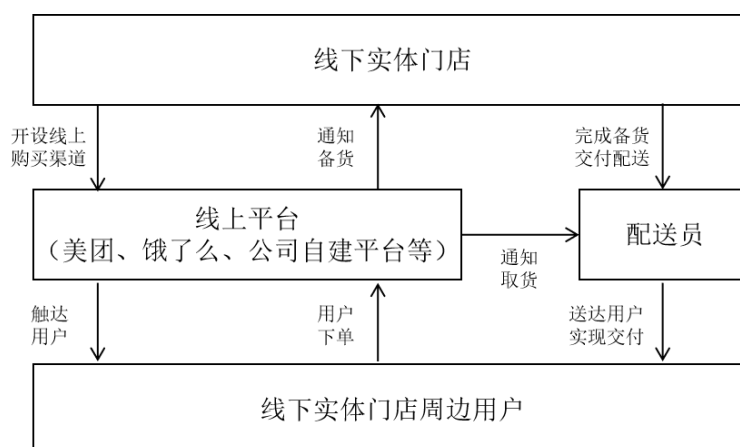 线下实体门店
开设线上
购买渠道
通知
备货
完成备货
交付配送
线上平台
（美团、饿了么、公司自建平台等）
配送员
通知
取货
触达
用户
用户
下单
送达用户
实现交付
线下实体门店周边用户